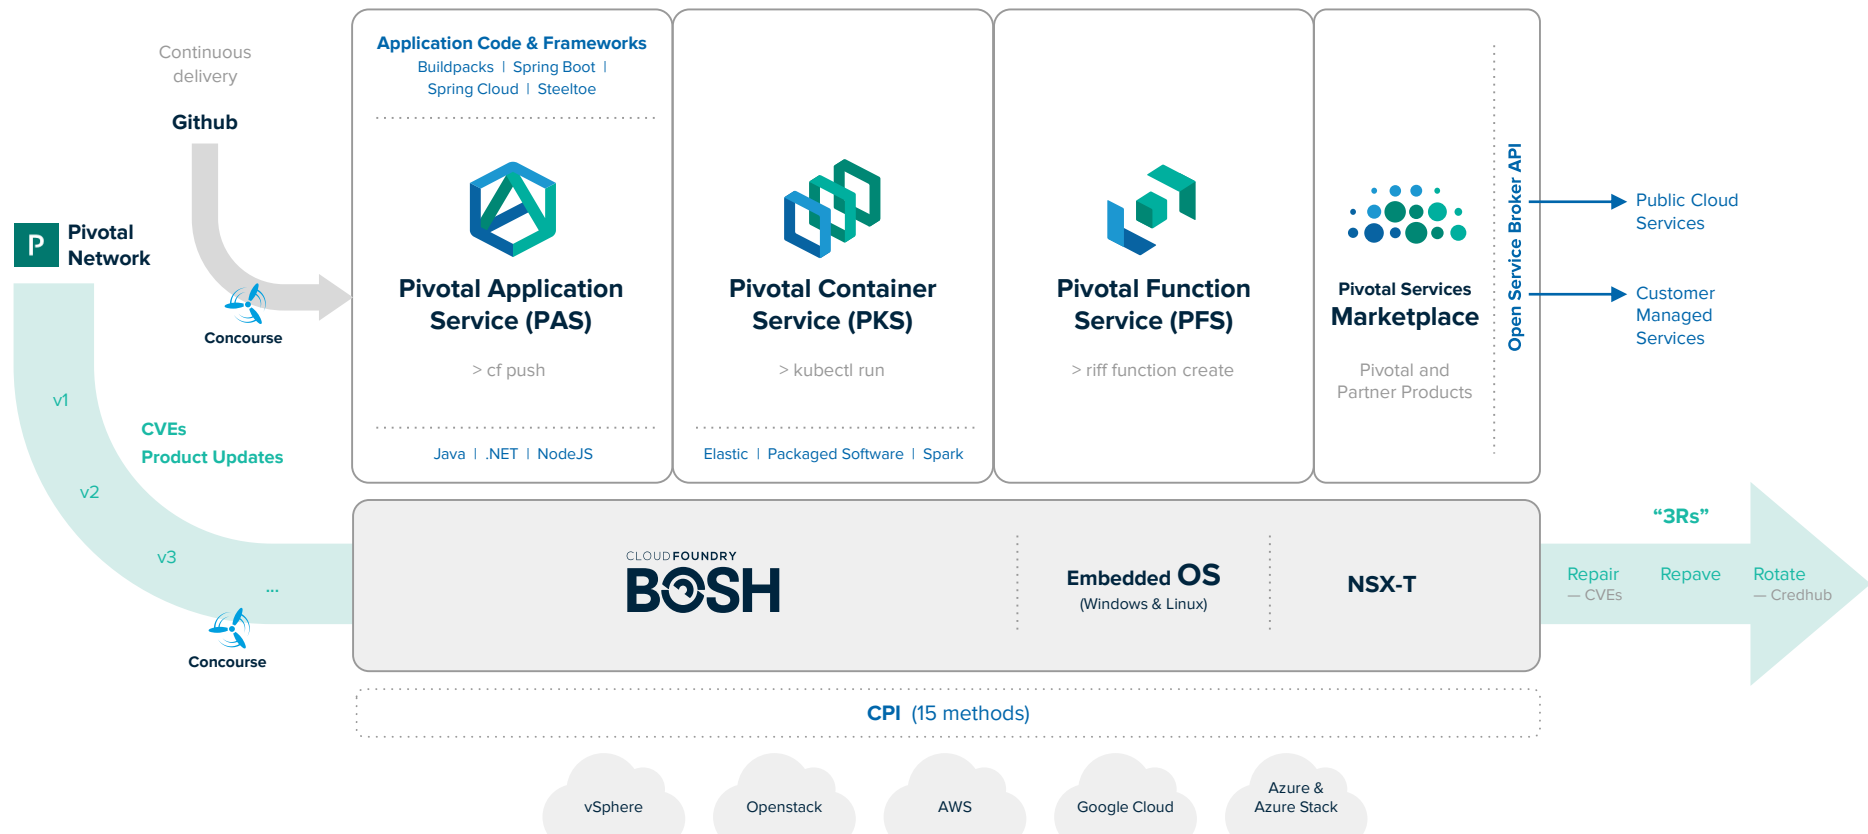 Continuous
delivery
Github
Concourse
P
Pivotal
Network
v1
v2
v3
...
CVEs
Product Updates
Concourse
Application Code & Frameworks
Buildpacks | Spring Boot |
Spring Cloud | Steeltoe
Pivotal Application
Service (PAS)
> cf push
Java | .NET | NodeJS
Pivotal Container
Service (PKS)
> kubectl run
Elastic | Packaged Software | Spark
Pivotal Function
Service (PFS)
> riff function create
Pivotal Services
Marketplace
Pivotal and
Partner Products
Open Service Broker API
Public Cloud
Services
Customer
Managed
Services
CLOUDFOUNDRY
BOSH
Embedded OS
(Windows & Linux)
NSX-T
“3Rs”
Repair
— CVEs
Repave
Rotate
— Credhub
CPI (15 methods)
vSphere
Openstack
AWS
Google Cloud
Azure &
Azure Stack